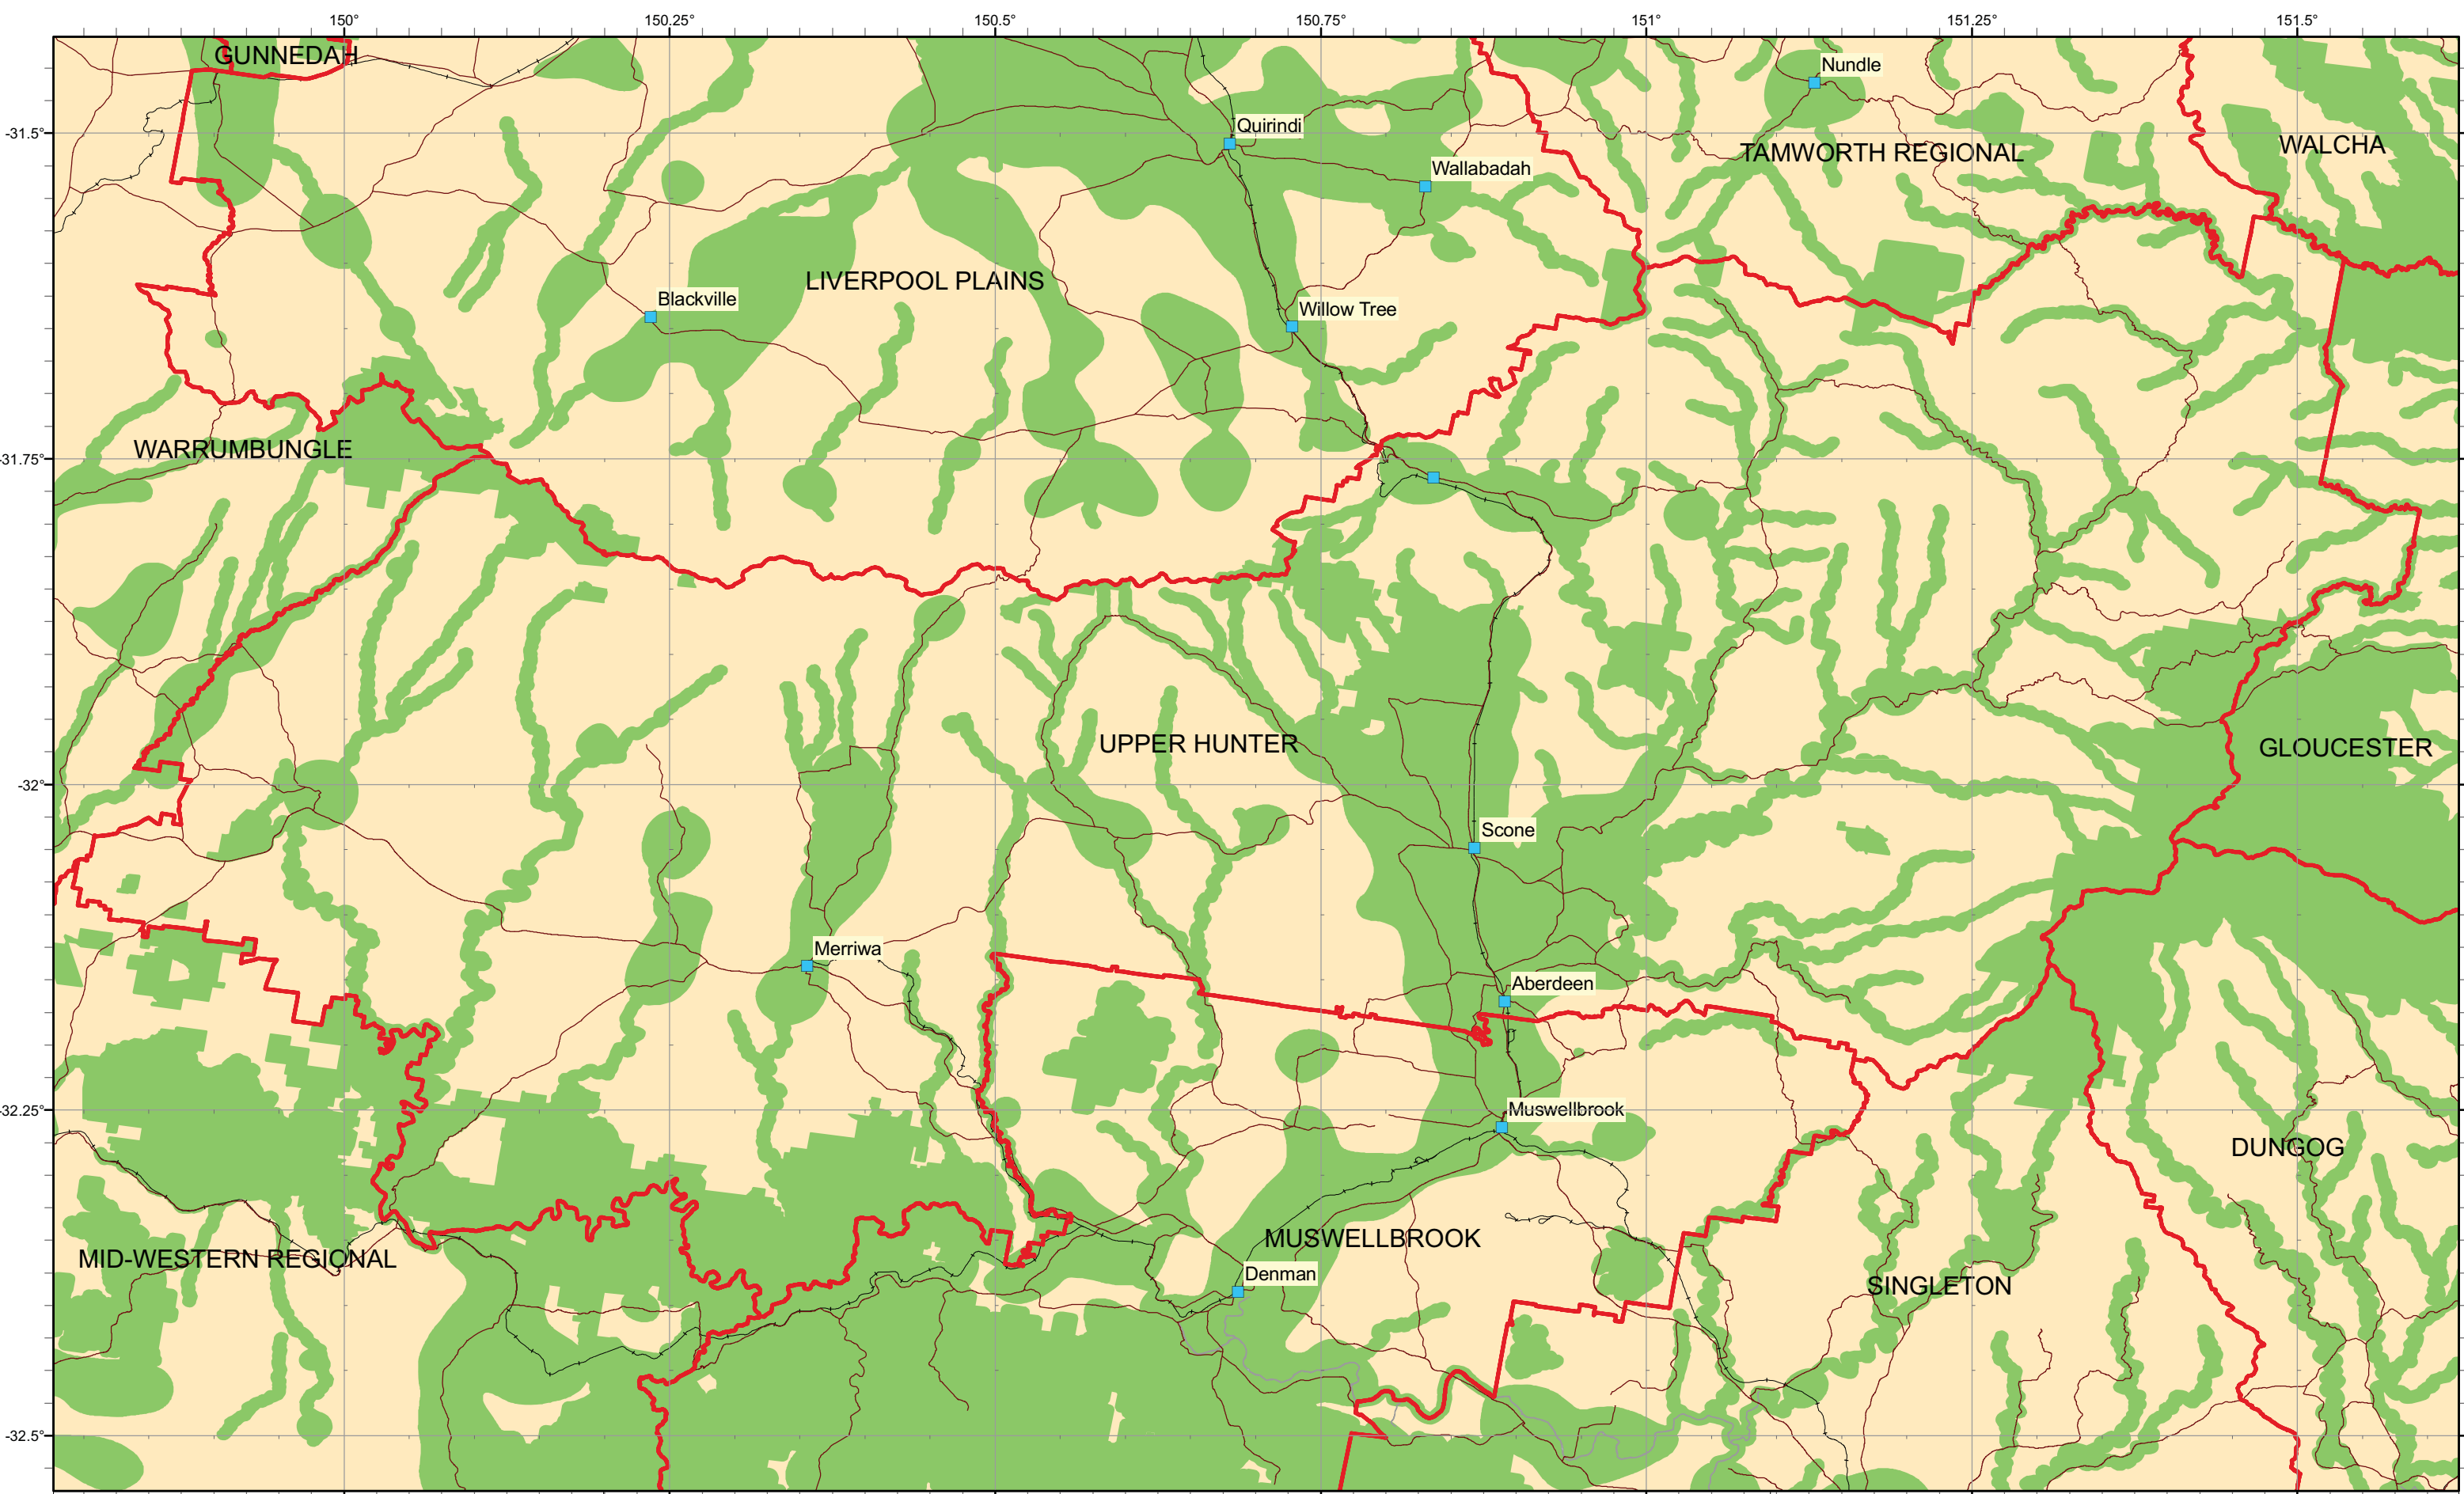 150° 150.25° 150.5° 150.75° 151° 151.25° 151.5°
GUNNEDAH
Nundle
Quirindi
-31.5°
WALCHA
TAMWORTH REGIONAL
Wallabadah
LIVERPOOL PLAINS
Blackville
Willow Tree
WARRUMBUNGLE
-31.75°
UPPER HUNTER
GLOUCESTER
-32°
Scone
Merriwa
Aberdeen
Muswellbrook
-32.25°
DUNGOG
MUSWELLBROOK
MID-WESTERN REGIONAL
Denman
SINGLETON
-32.5°